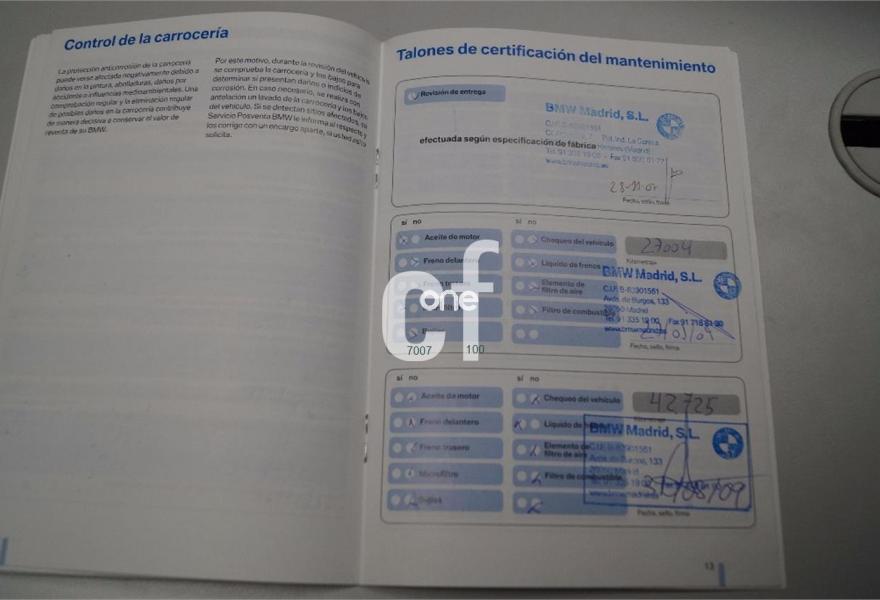 Control de la carrocería
La protección anticorrosión de la carrocería
puede verse afectada negativamente debido a
daños en la pintura, abolladuras, daños por
accidente o influencias medioambientales. Una
comprobación regular y la eliminación regular
de posibles daños en la carrocería contribuye
de manera decisiva a conservar el valor de
reventa de su BMW.
Por este motivo, durante la revisión del vehículo
se comprueba la carrocería y los bajos para
determinar si presentan daños o indicios de
corrosión. En caso necesario, se realiza con
antelación un lavado de la carrocería y los bajos
del vehículo. Si se detectan sitios afectados, su
Servicio Posventa BMW le informa al respecto y
los corrige con un encargo aparte, si usted así lo
solicita.
Talones de certificación del mantenimiento
Revisión de entrega
BMW Madrid, S.L.
efectuada según especificación de fábrica
Fecha, sello, firma
sí no
sí no
Aceite de motor
Chequeo del vehículo
27004
Kilometraje
Freno delantero
Líquido de frenos
BMW Madrid, S.L.
Elemento de
filtro de aire
C.I.F. B-82901561
Avda. de Burgos, 133
Filtro de combustible
Fecha, sello, firma
cf
one
7007 100
sí no
sí no
Aceite de motor
Chequeo del vehículo
42725
Freno delantero
Líquido de
BMW Madrid, S.L.
Freno trasero
Elemento de
filtro de aire
133
Microfiltro
Filtro de combustible
31/08/09
Fecha, sello, firma
13